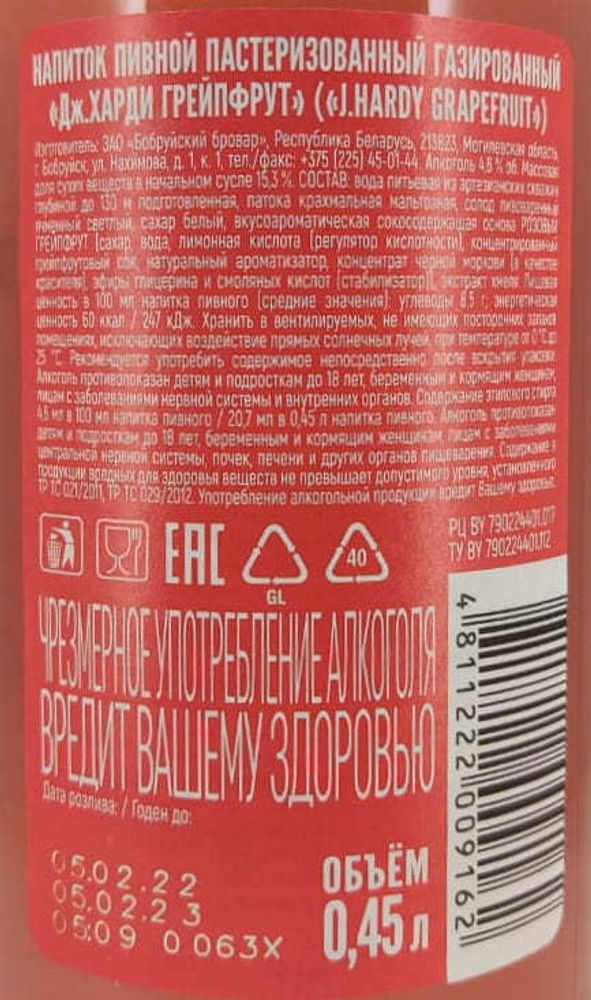 НАПИТОК ПИВНОЙ ПАСТЕРИЗОВАННЫЙ ГАЗИРОВАННЫЙ
«Дж.ХАРДИ ГРЕЙПФРУТ» («J.HARDY GRAPEFRUIT»)
Изготовитель: ЗАО «Бобруйский бровар», Республика Беларусь, 213823, Могилевская область,
г. Бобруйск, ул. Нахимова, д. 1, к. 1, тел./факс: +375 (225) 45-01-44. Алкоголь 4,6 % об. Массовая
доля сухих веществ в начальном сусле 15,3 %. СОСТАВ: вода питьевая из артезианских скважин
глубиной до 130 м подготовленная, патока крахмальная мальтозная, солод пивоваренный
ячменный светлый, сахар белый, вкусоароматическая сокосодержащая основа РОЗОВЫЙ
ГРЕЙПФРУТ (сахар, вода, лимонная кислота (регулятор кислотности), концентрированный
грейпфрутовый сок, натуральный ароматизатор, концентрат черной моркови (в качестве
красителя), эфиры глицерина и смоляных кислот (стабилизатор)), экстракт хмеля. Пищевая
ценность в 100 мл напитка пивного (средние значения): углеводы 8,5 г; энергетическая
ценность 60 ккал / 247 кДж. Хранить в вентилируемых, не имеющих посторонних запахов
помещениях, исключающих воздействие прямых солнечных лучей, при температуре от 0 °С до
25 °С. Рекомендуется употребить содержимое непосредственно после вскрытия упаковки.
Алкоголь противопоказан детям и подросткам до 18 лет, беременным и кормящим женщинам,
лицам с заболеваниями нервной системы и внутренних органов. Содержание этилового спирта
4,6 мл в 100 мл напитка пивного / 20,7 мл в 0,45 л напитка пивного. Алкоголь противопоказан
детям и подросткам до 18 лет, беременным и кормящим женщинам, лицам с заболеваниями
центральной нервной системы, почек, печени и других органов пищеварения. Содержание в
продукции вредных для здоровья веществ не превышает допустимого уровня, установленного
ТР ТС 021/2011, ТР ТС 029/2012. Употребление алкогольной продукции вредит Вашему здоровью.
РЦ BY 790224401.017
ТУ BY 790224401.112
EAC
GL
40
ЧРЕЗМЕРНОЕ УПОТРЕБЛЕНИЕ АЛКОГОЛЯ
ВРЕДИТ ВАШЕМУ ЗДОРОВЬЮ
Дата розлива: / Годен до:
05.02.22
05.02.23
05:09 0 063X
ОБЪЁМ
0,45 л
4 811222 009162